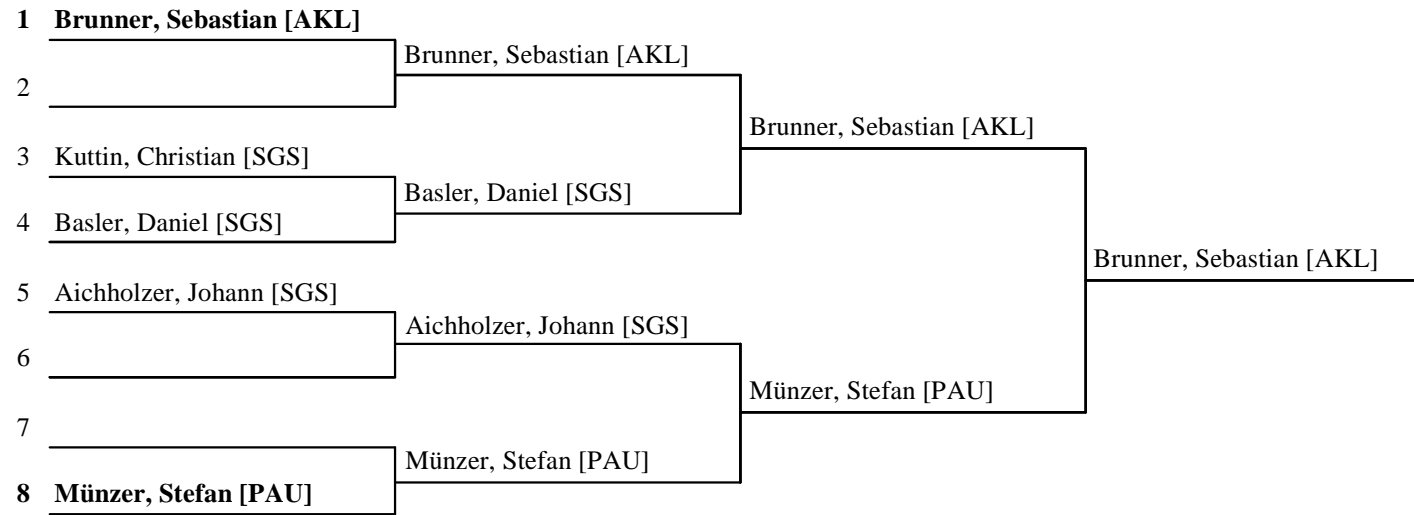 1 Brunner, Sebastian [AKL]
Brunner, Sebastian [AKL]
2
Brunner, Sebastian [AKL]
3 Kuttin, Christian [SGS]
Basler, Daniel [SGS]
4 Basler, Daniel [SGS]
Brunner, Sebastian [AKL]
5 Aichholzer, Johann [SGS]
Aichholzer, Johann [SGS]
6
Münzer, Stefan [PAU]
7
Münzer, Stefan [PAU]
8 Münzer, Stefan [PAU]